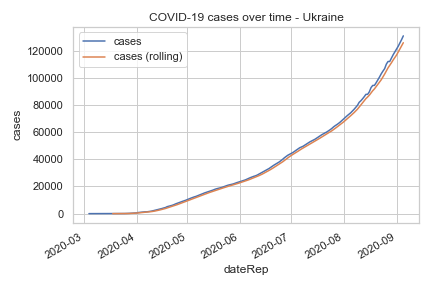 COVID-19 cases over time - Ukraine
cases
cases (rolling)
120000
100000
80000
60000
40000
20000
0
cases
2020-03
2020-04
2020-05
2020-06
2020-07
2020-08
2020-09
dateRep